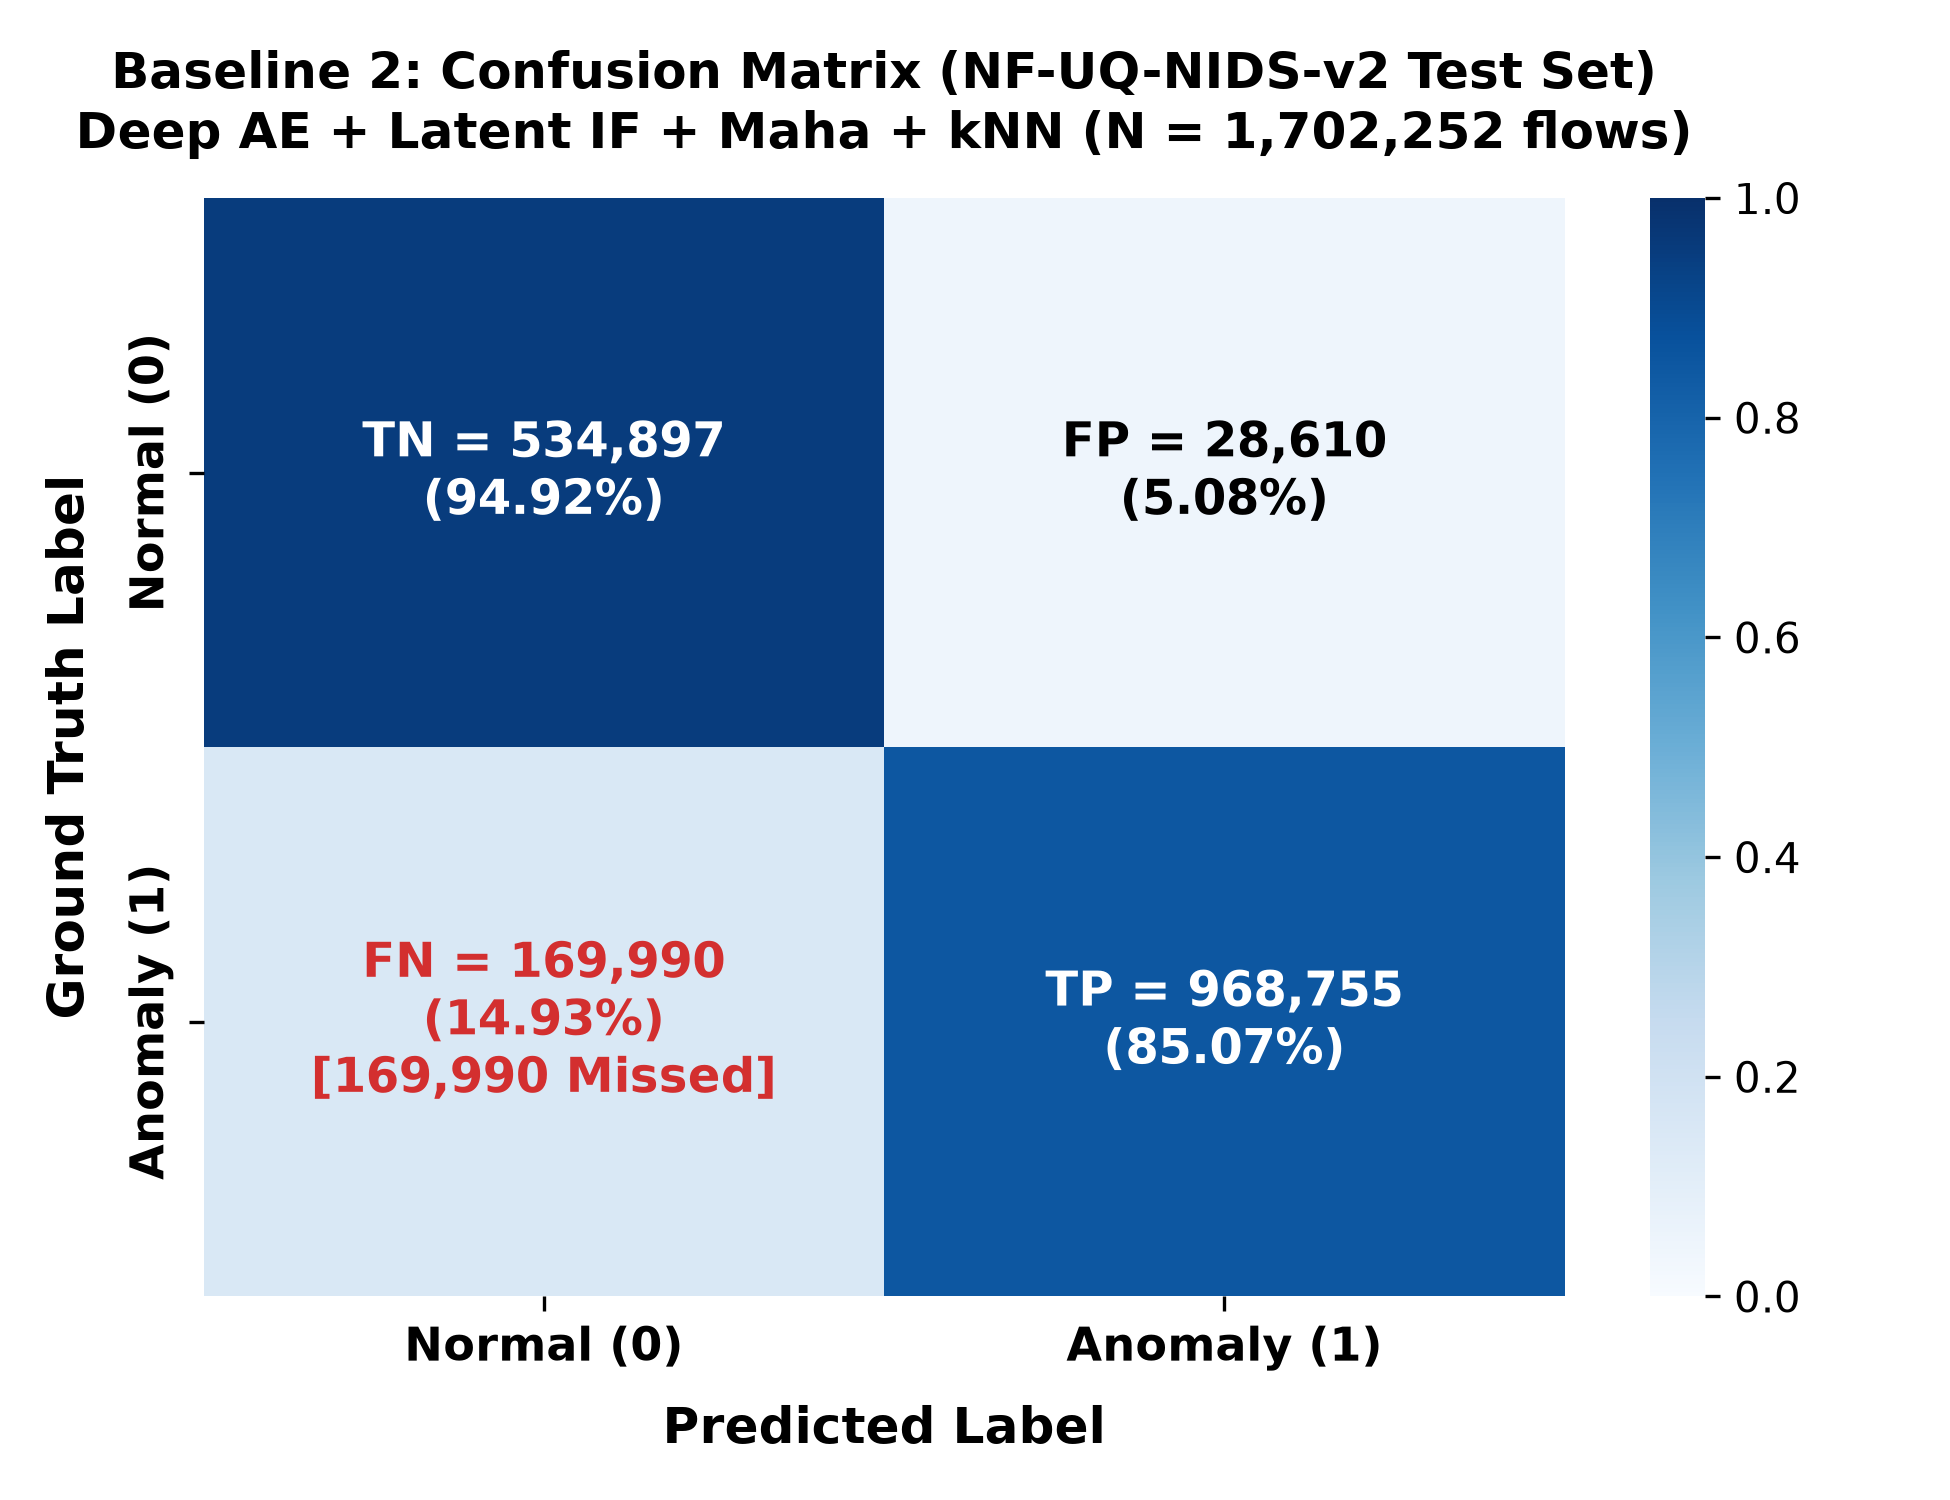 Baseline 2: Confusion Matrix (NF-UQ-NIDS-v2 Test Set)
Deep AE + Latent IF + Maha + kNN (N = 1,702,252 flows)
Ground Truth Label
Normal (0)
Anomaly (1)
TN = 534,897
(94.92%)
FP = 28,610
(5.08%)
FN = 169,990
(14.93%)
[169,990 Missed]
TP = 968,755
(85.07%)
Normal (0)
Anomaly (1)
Predicted Label
1.0
0.8
0.6
0.4
0.2
0.0